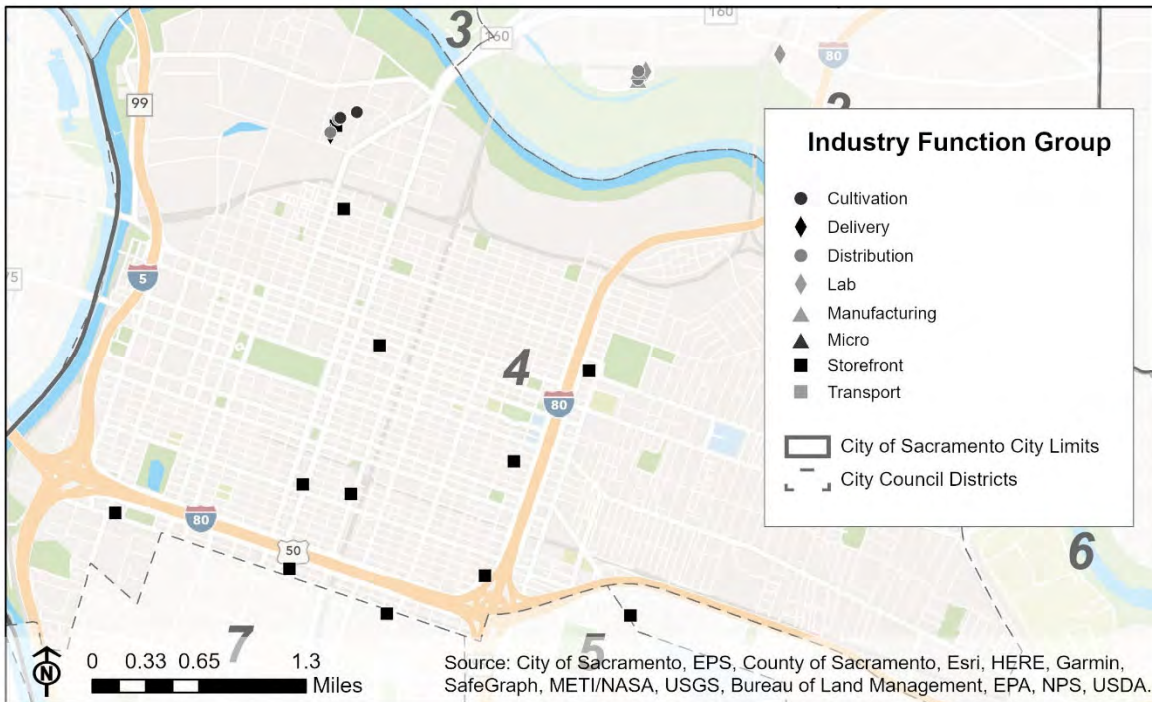 3
160
160
80
2
99
Industry Function Group
Cultivation
Delivery
Distribution
Lab
Manufacturing
Micro
Storefront
Transport
City of Sacramento City Limits
City Council Districts
5
4
80
80
50
6
7
5
0 0.33 0.65 1.3
Miles
N
Source: City of Sacramento, EPS, County of Sacramento, Esri, HERE, Garmin,
SafeGraph, METI/NASA, USGS, Bureau of Land Management, EPA, NPS, USDA.